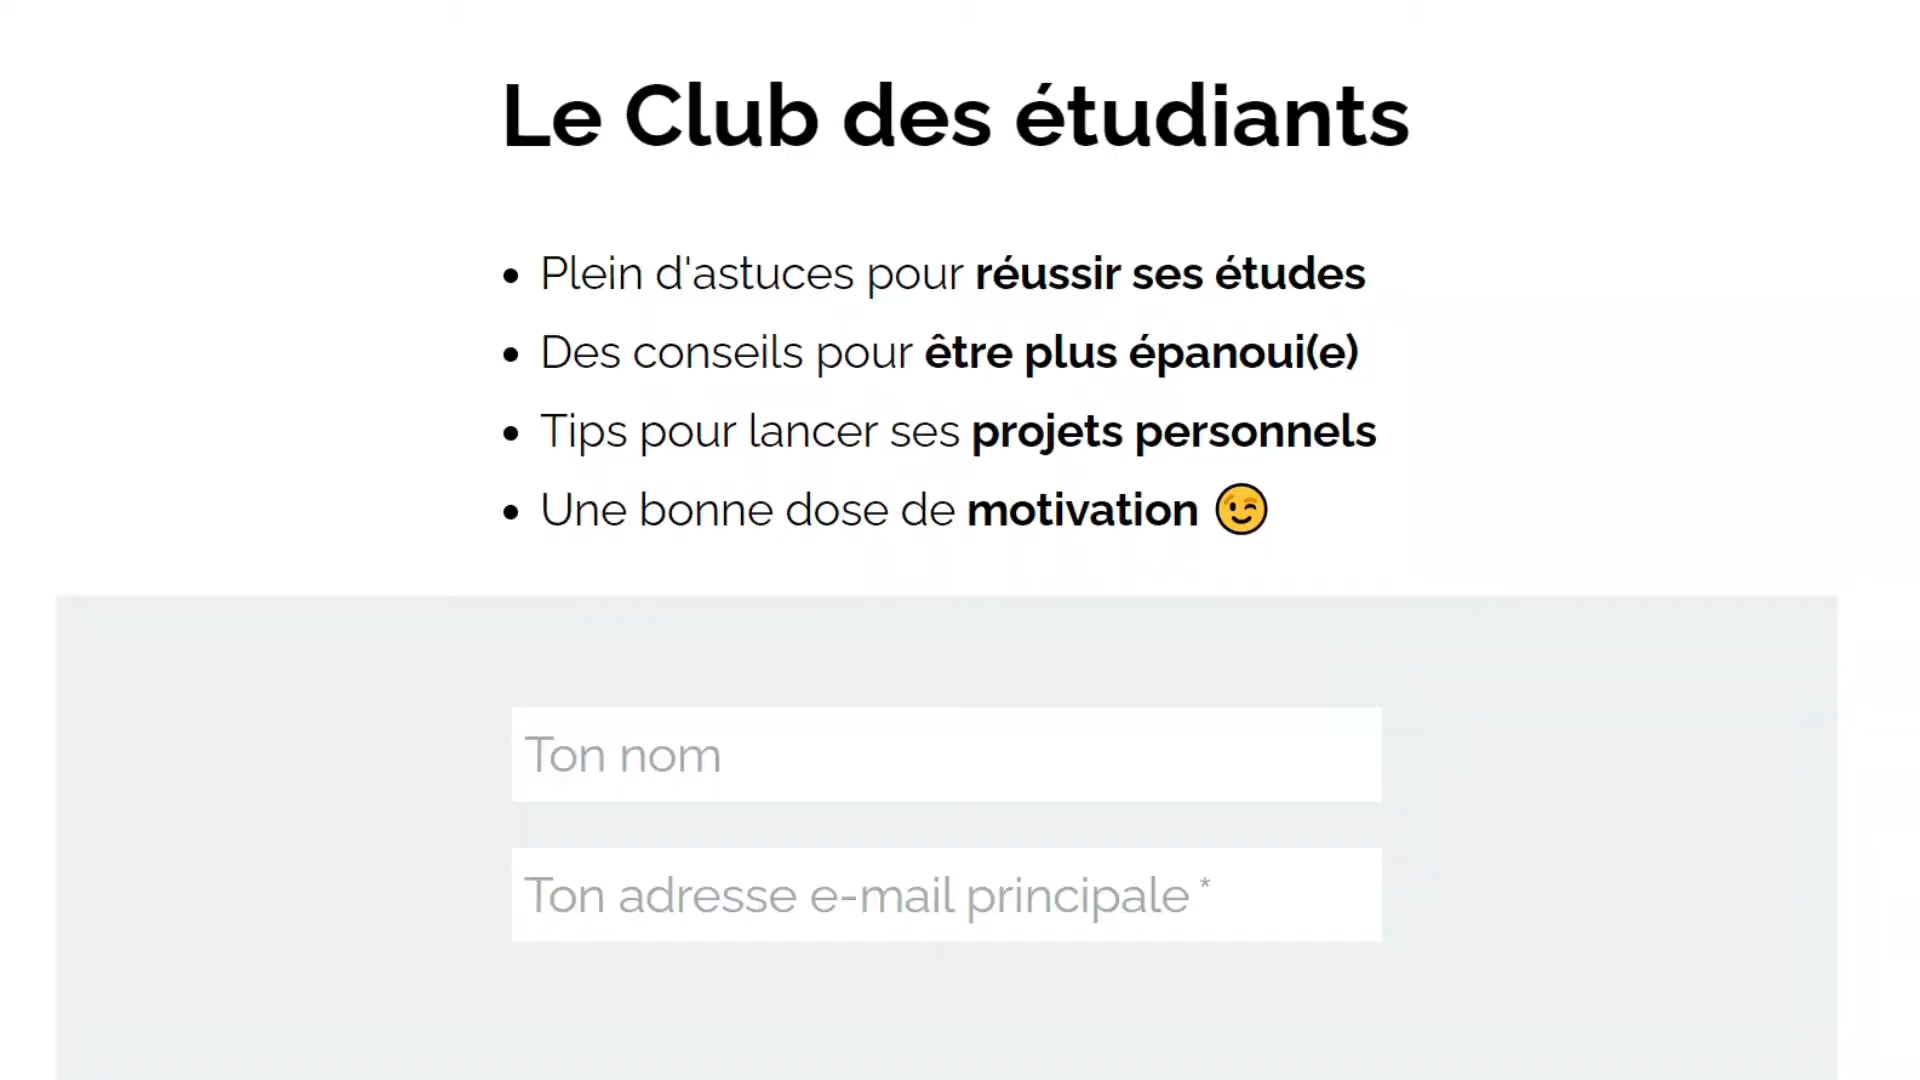 Le Club des étudiants
• Plein d'astuces pour réussir ses études
• Des conseils pour être plus épanoui(e)
• Tips pour lancer ses projets personnels
• Une bonne dose de motivation 😉
Ton nom
Ton adresse e-mail principale *